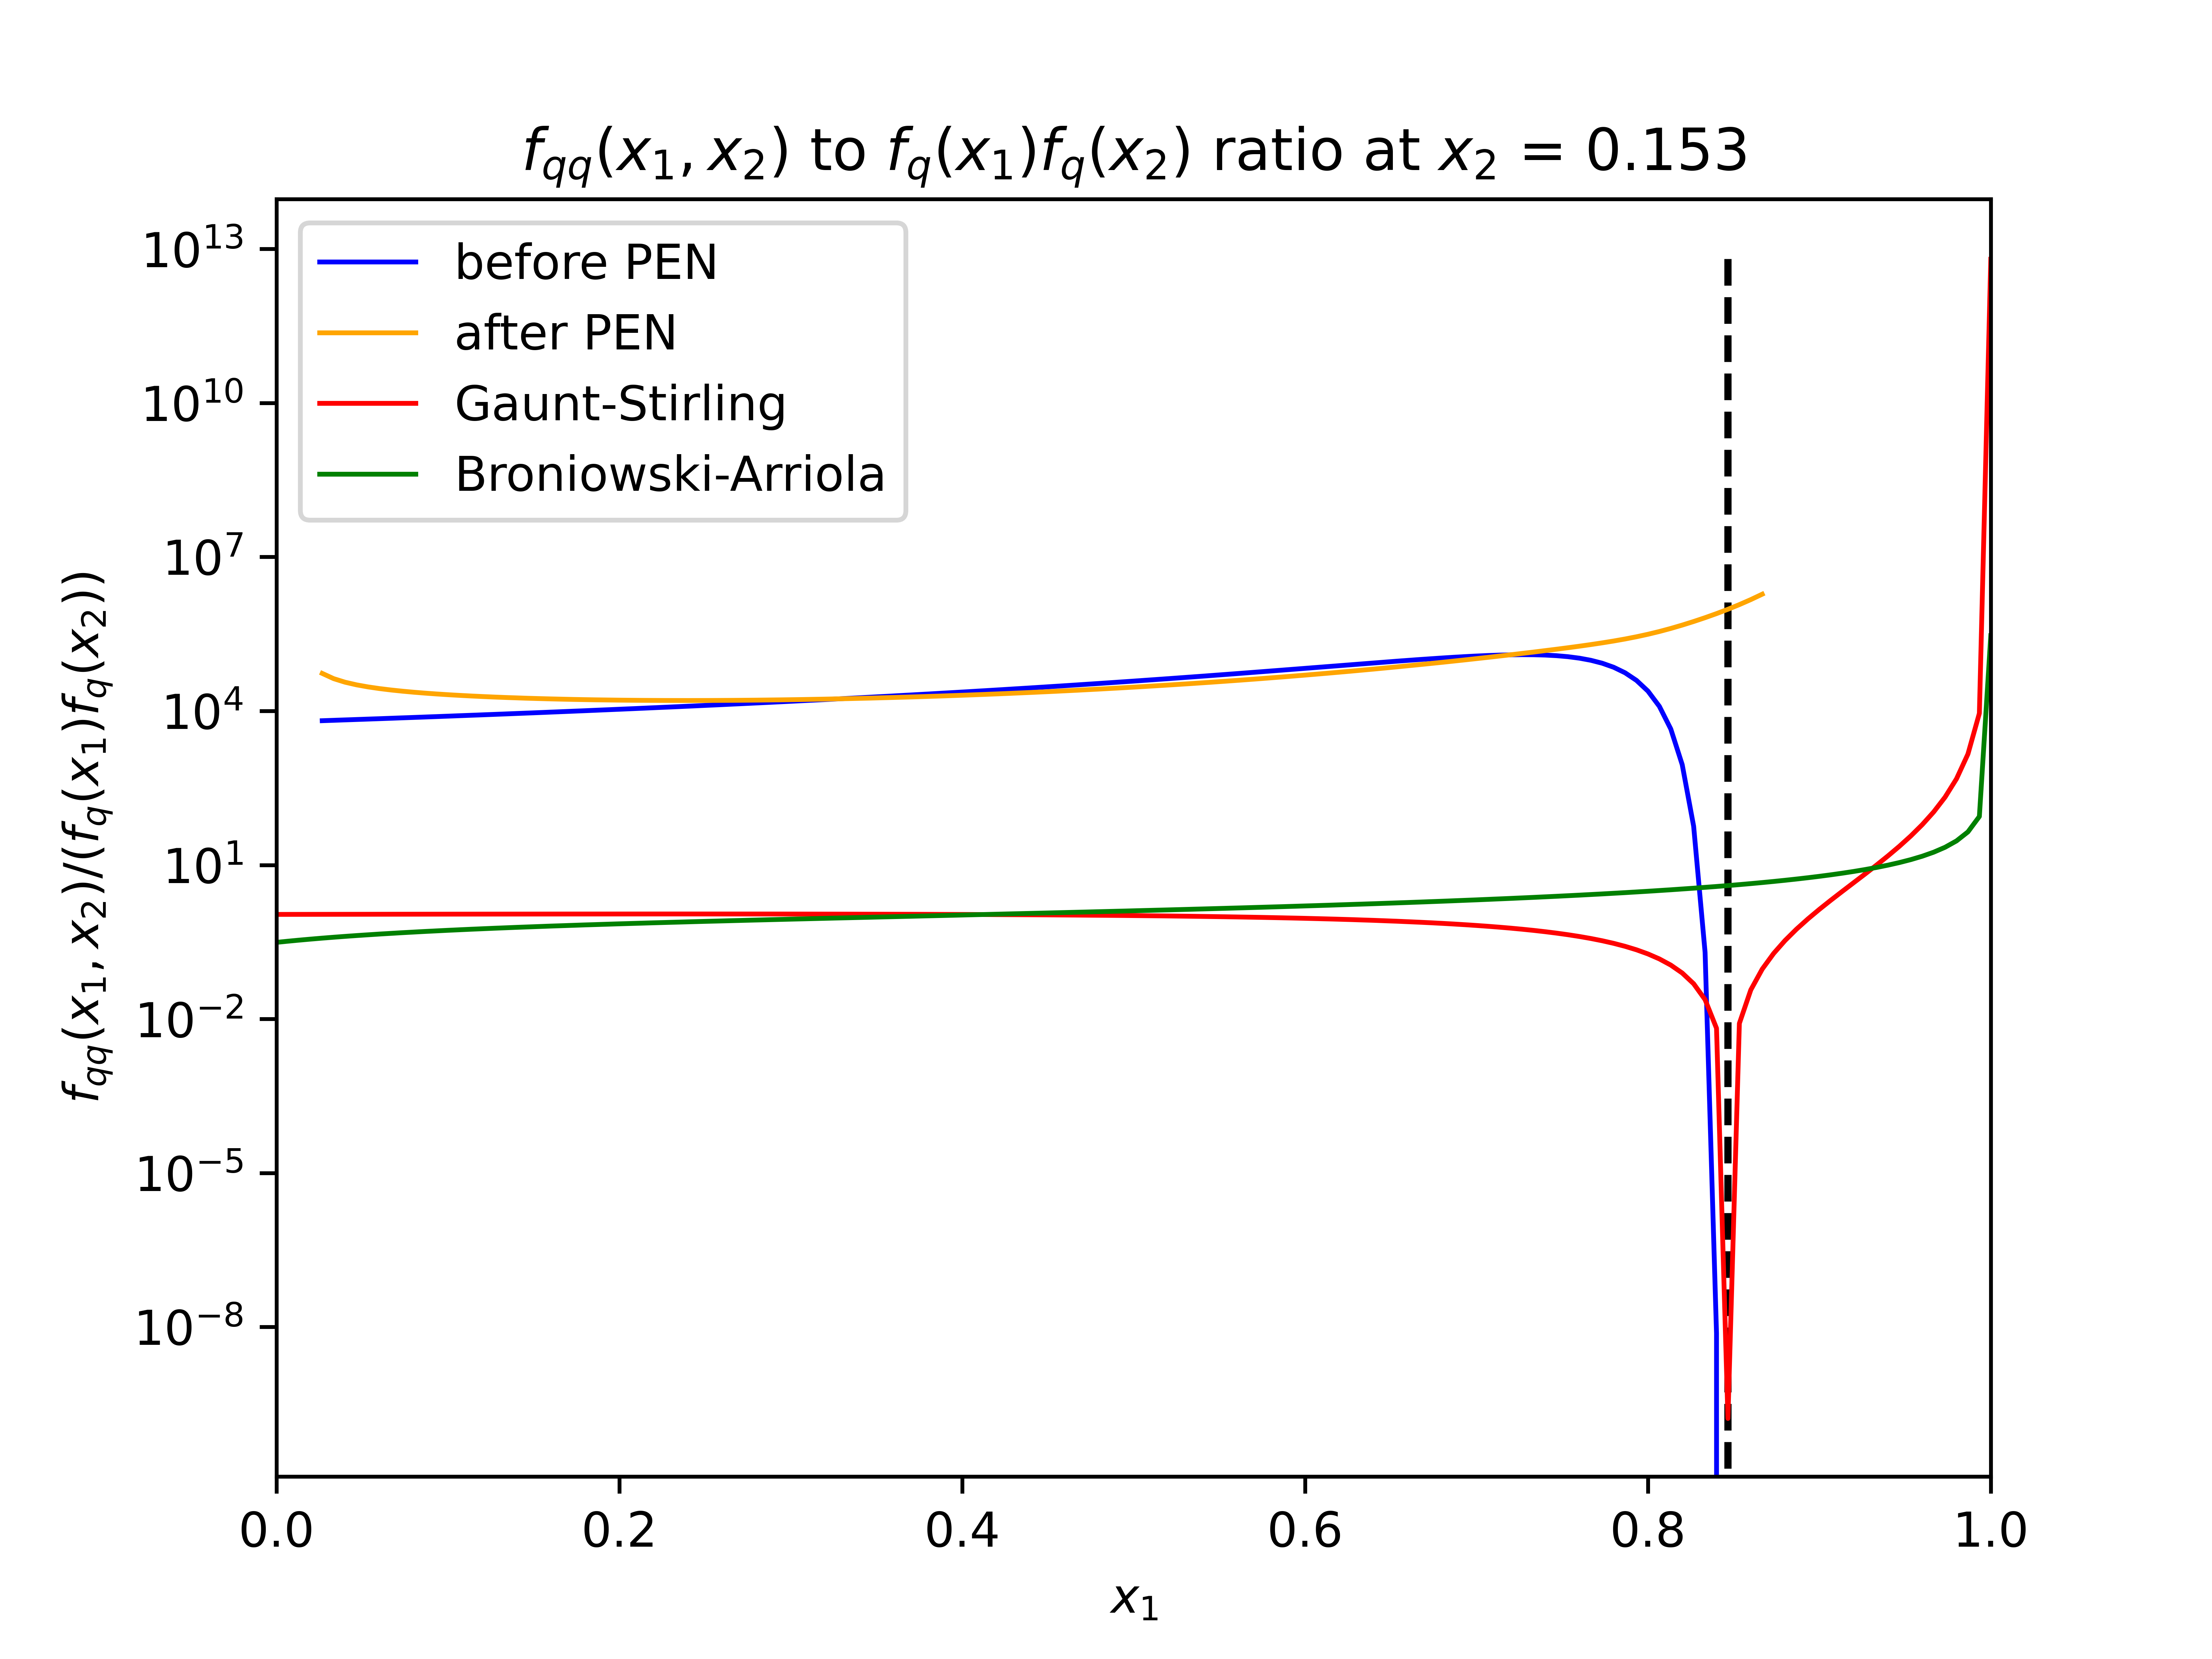 f_qq(x_1, x_2) to f_q(x_1)f_q(x_2) ratio at x_2 = 0.153
before PEN
after PEN
Gaunt-Stirling
Broniowski-Arriola
10^13
10^10
10^7
10^4
10^1
10^−2
10^−5
10^−8
f_qq(x_1, x_2)/(f_q(x_1)f_q(x_2))
0.0 0.2 0.4 0.6 0.8 1.0
x_1